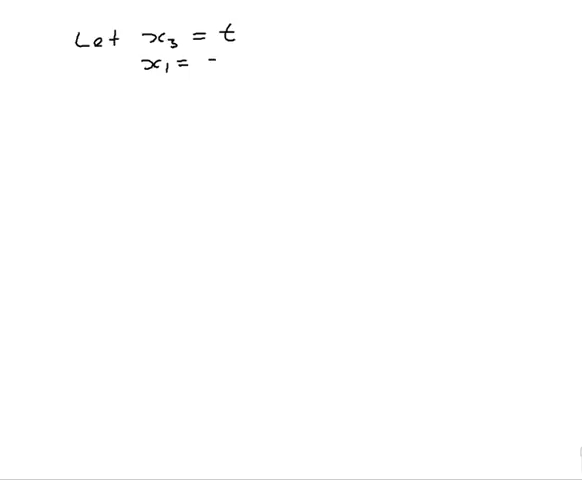 Let x₃ = t
x₁ = -